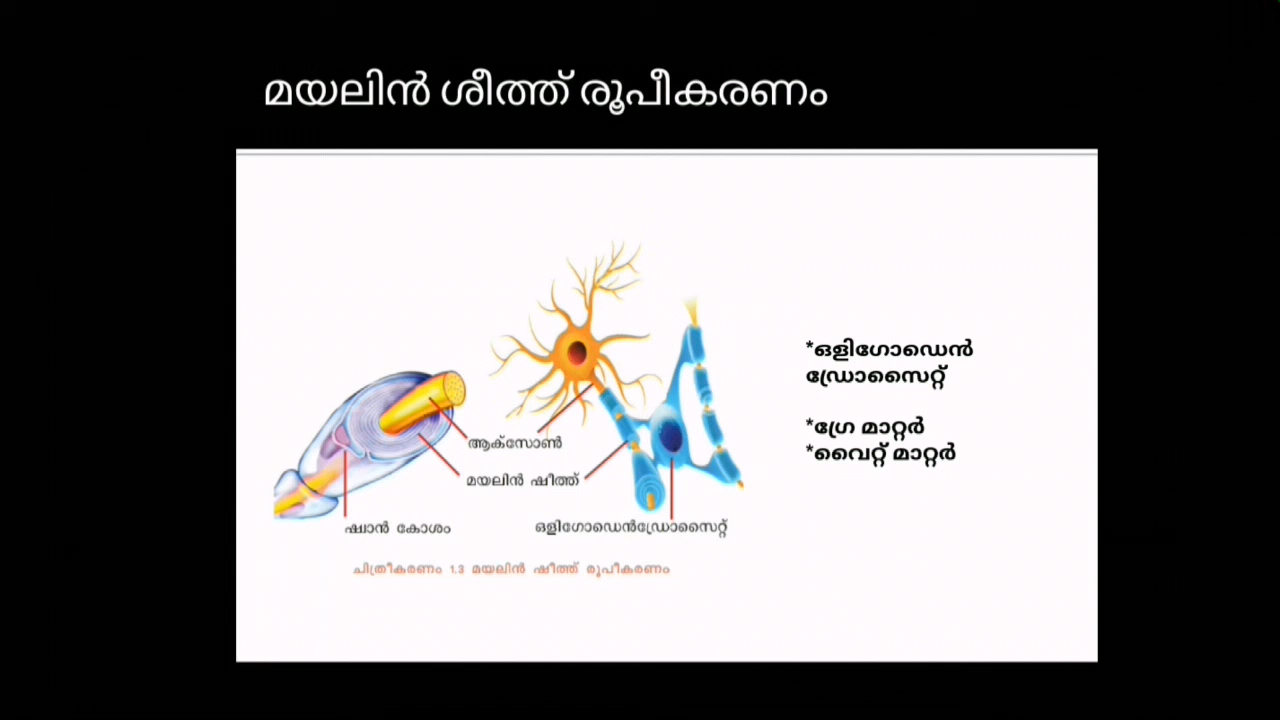 മയലിൻ ശീത്ത് രൂപീകരണം
*ഒളിഗോഡെൻ
ഡ്രോസൈറ്റ്
*ഗ്രേ മാറ്റർ
*വൈറ്റ് മാറ്റർ
ആക്സോൺ
മയലിൻ ഷീത്ത്
ഷ്വാൻ കോശം
ഒളിഗോഡെൻഡ്രോസൈറ്റ്
ചിത്രീകരണം 1.3 മയലിൻ ഷീത്ത് രൂപീകരണം